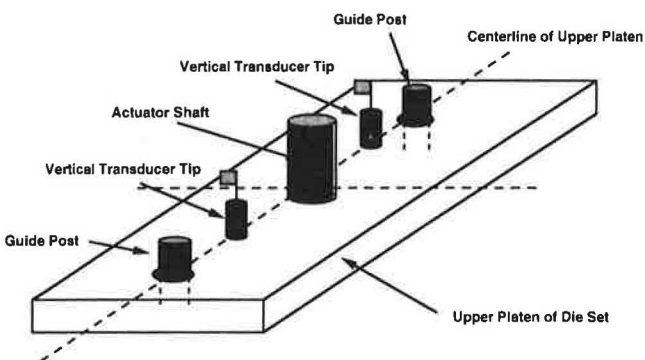 Guide Post
Centerline of Upper Platen
Vertical Transducer Tip
Actuator Shaft
Vertical Transducer Tip
Guide Post
Upper Platen of Die Set